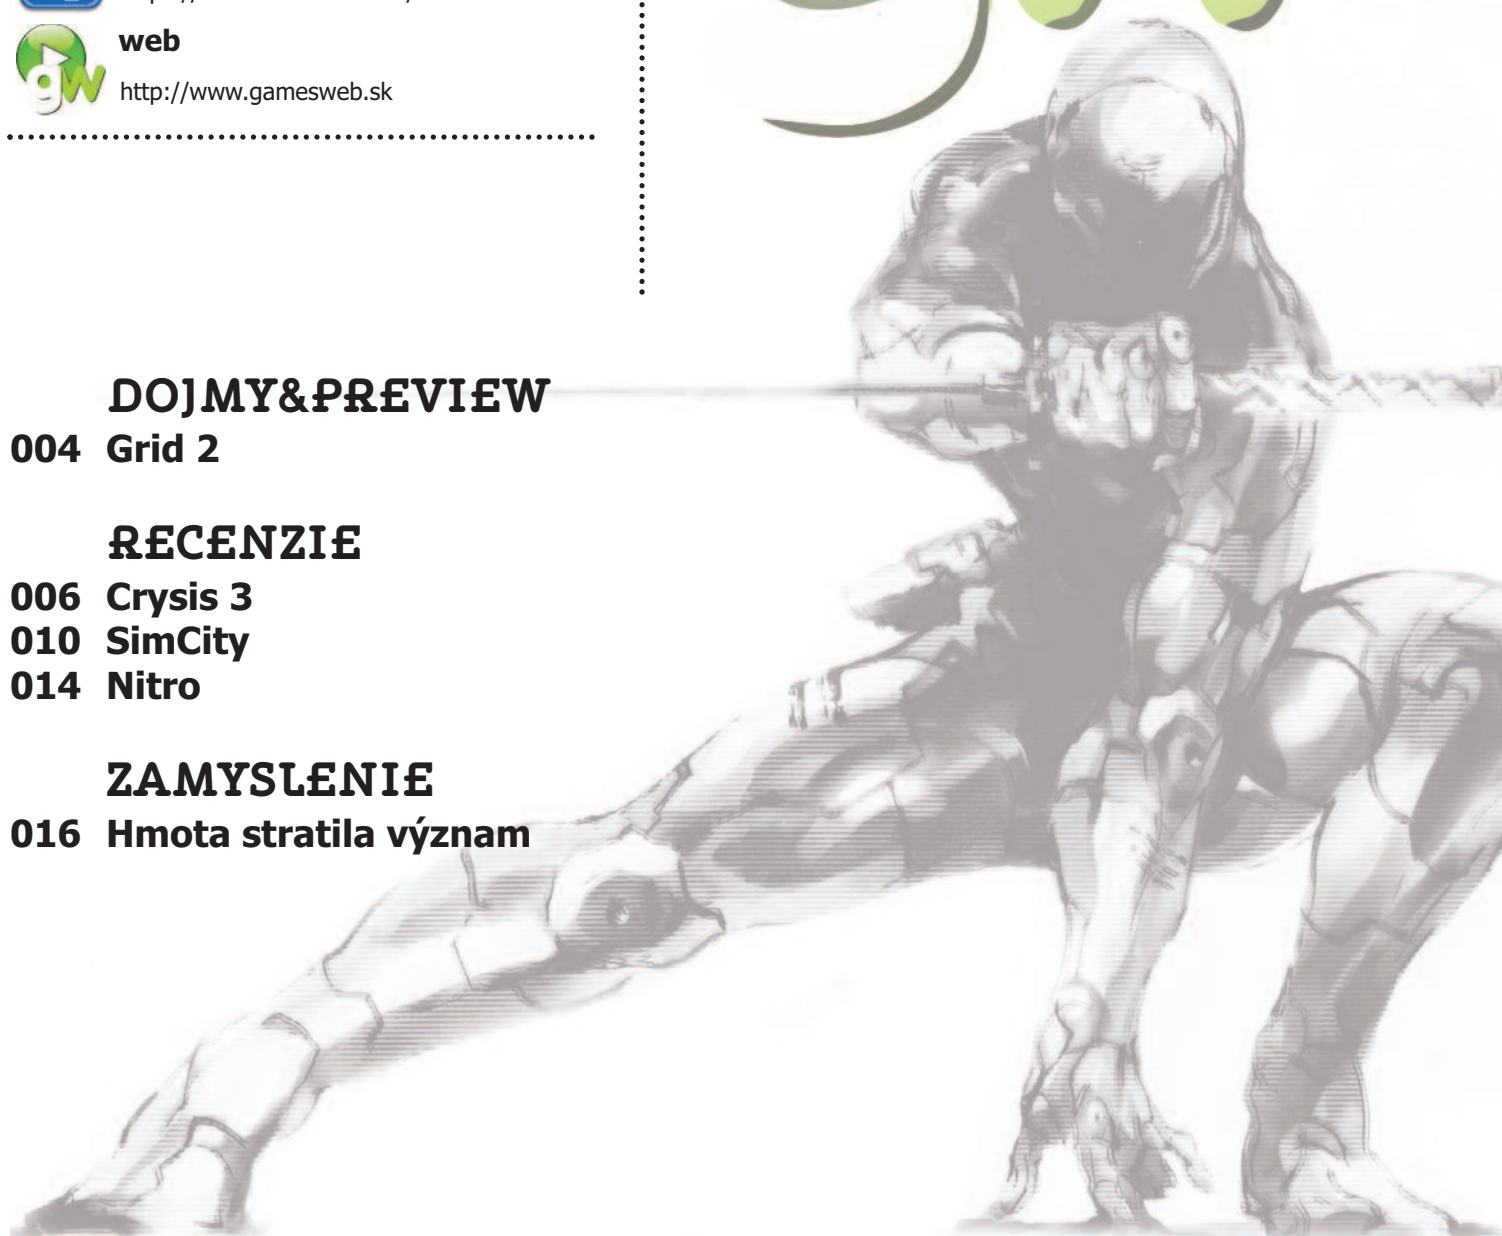 web
http://www.gamesweb.sk
DOJMY&PREVIEW
004 Grid 2
RECENZIE
006 Crysis 3
010 SimCity
014 Nitro
ZAMYSLENIE
016 Hmota stratila význam